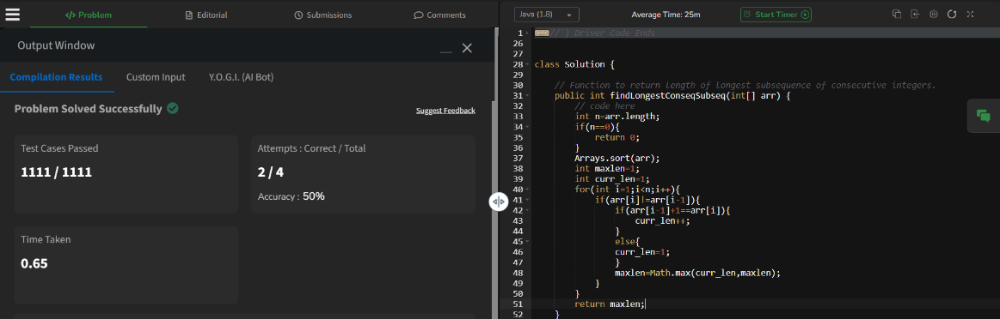 </> Problem
Editorial
Submissions
Comments
Output Window
Compilation Results
Custom Input
Y.O.G.I. (AI Bot)
Problem Solved Successfully
Suggest Feedback
Test Cases Passed
1111 / 1111
Attempts : Correct / Total
2 / 4
Accuracy : 50%
Time Taken
0.65
Java (1.8)
Average Time: 25m
Start Timer
1 // } Driver Code Ends
26
27
28 class Solution {
29
30     // Function to return length of longest subsequence of consecutive integers.
31     public int findLongestConseqSubseq(int[] arr) {
32         // code here
33         int n=arr.length;
34         if(n==0){
35             return 0;
36         }
37         Arrays.sort(arr);
38         int maxlen=1;
39         int curr_len=1;
40         for(int i=1;i<n;i++){
41             if(arr[i]!=arr[i-1]){
42                 if(arr[i-1]+1==arr[i]){
43                     curr_len++;
44                 }
45                 else{
46                 curr_len=1;
47                 }
48                 maxlen=Math.max(curr_len,maxlen);
49             }
50         }
51         return maxlen;
52     }